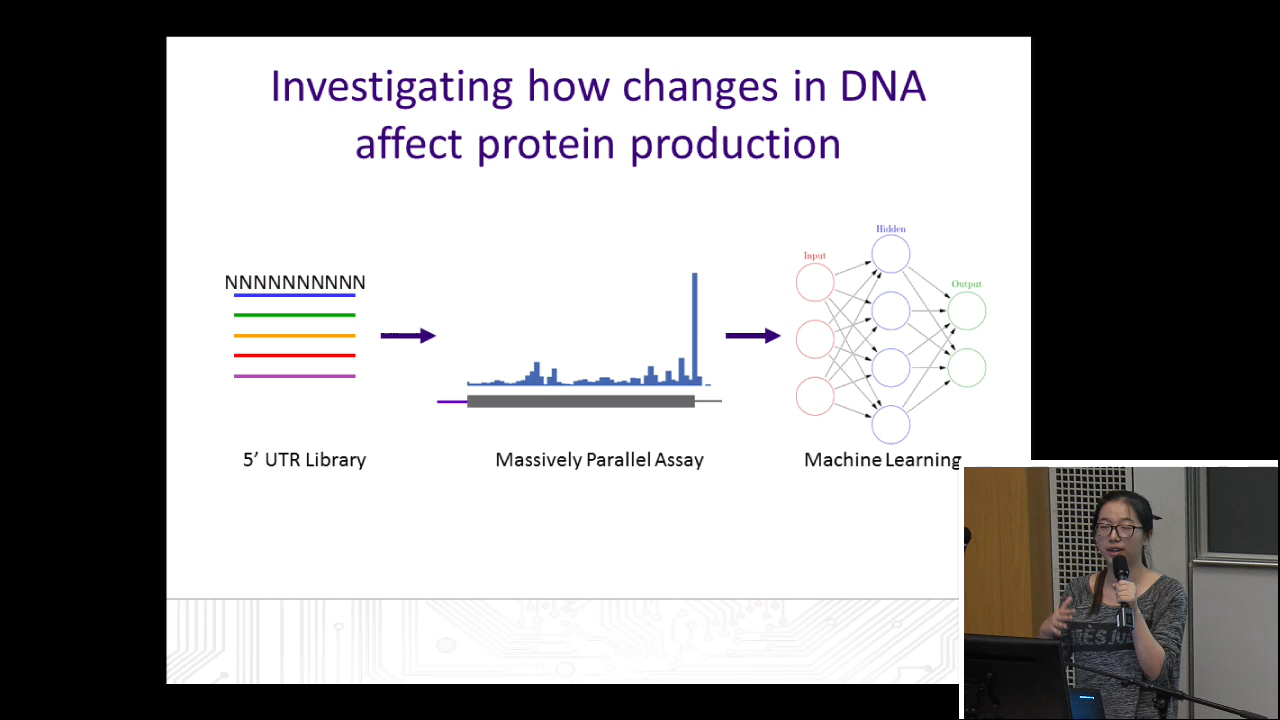 Investigating how changes in DNA
affect protein production
NNNNNNNNNN
Input
Hidden
Output
5’ UTR Library
Massively Parallel Assay
Machine Learning